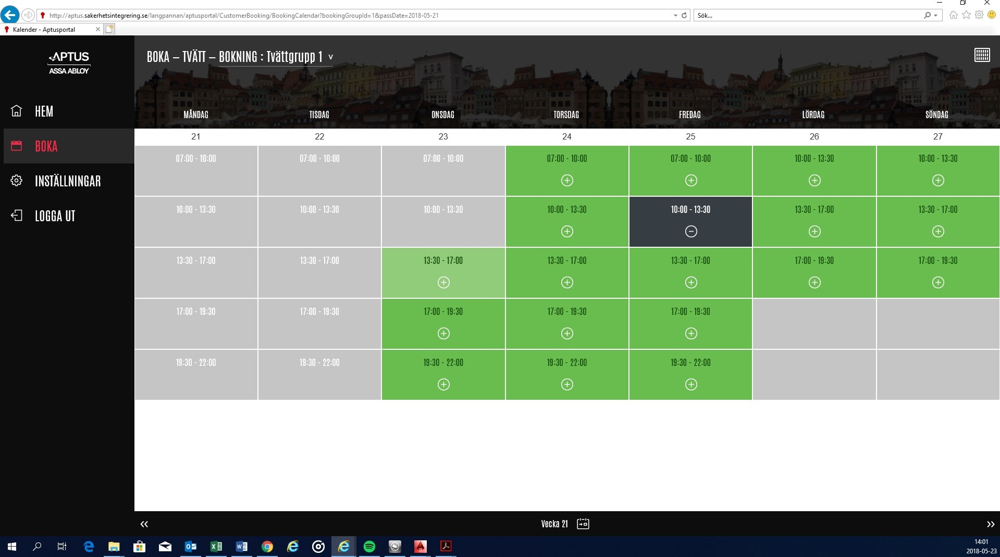 http://aptus.sakerhetsintegrering.se/langpannan/aptusportal/CustomerBooking/BookingCalendar?bookingGroupId=1&passDate=2018-05-21
Sök...
Kalender - Aptusportal
APTUS
ASSA ABLOY
HEM
BOKA
INSTÄLLNINGAR
LOGGA UT
BOKA – TVÄTT – BOKNING : Tvättgrupp 1 v
MÅNDAG TISDAG ONSDAG TORSDAG FREDAG LÖRDAG SÖNDAG
21 22 23 24 25 26 27
07:00 - 10:00 07:00 - 10:00 07:00 - 10:00 07:00 - 10:00 07:00 - 10:00 10:00 - 13:30 10:00 - 13:30
10:00 - 13:30 10:00 - 13:30 10:00 - 13:30 10:00 - 13:30 10:00 - 13:30 13:30 - 17:00 13:30 - 17:00
13:30 - 17:00 13:30 - 17:00 13:30 - 17:00 13:30 - 17:00 13:30 - 17:00 17:00 - 19:30 17:00 - 19:30
17:00 - 19:30 17:00 - 19:30 17:00 - 19:30 17:00 - 19:30 17:00 - 19:30
19:30 - 22:00 19:30 - 22:00 19:30 - 22:00 19:30 - 22:00 19:30 - 22:00
Vecka 21
14:01
2018-05-23